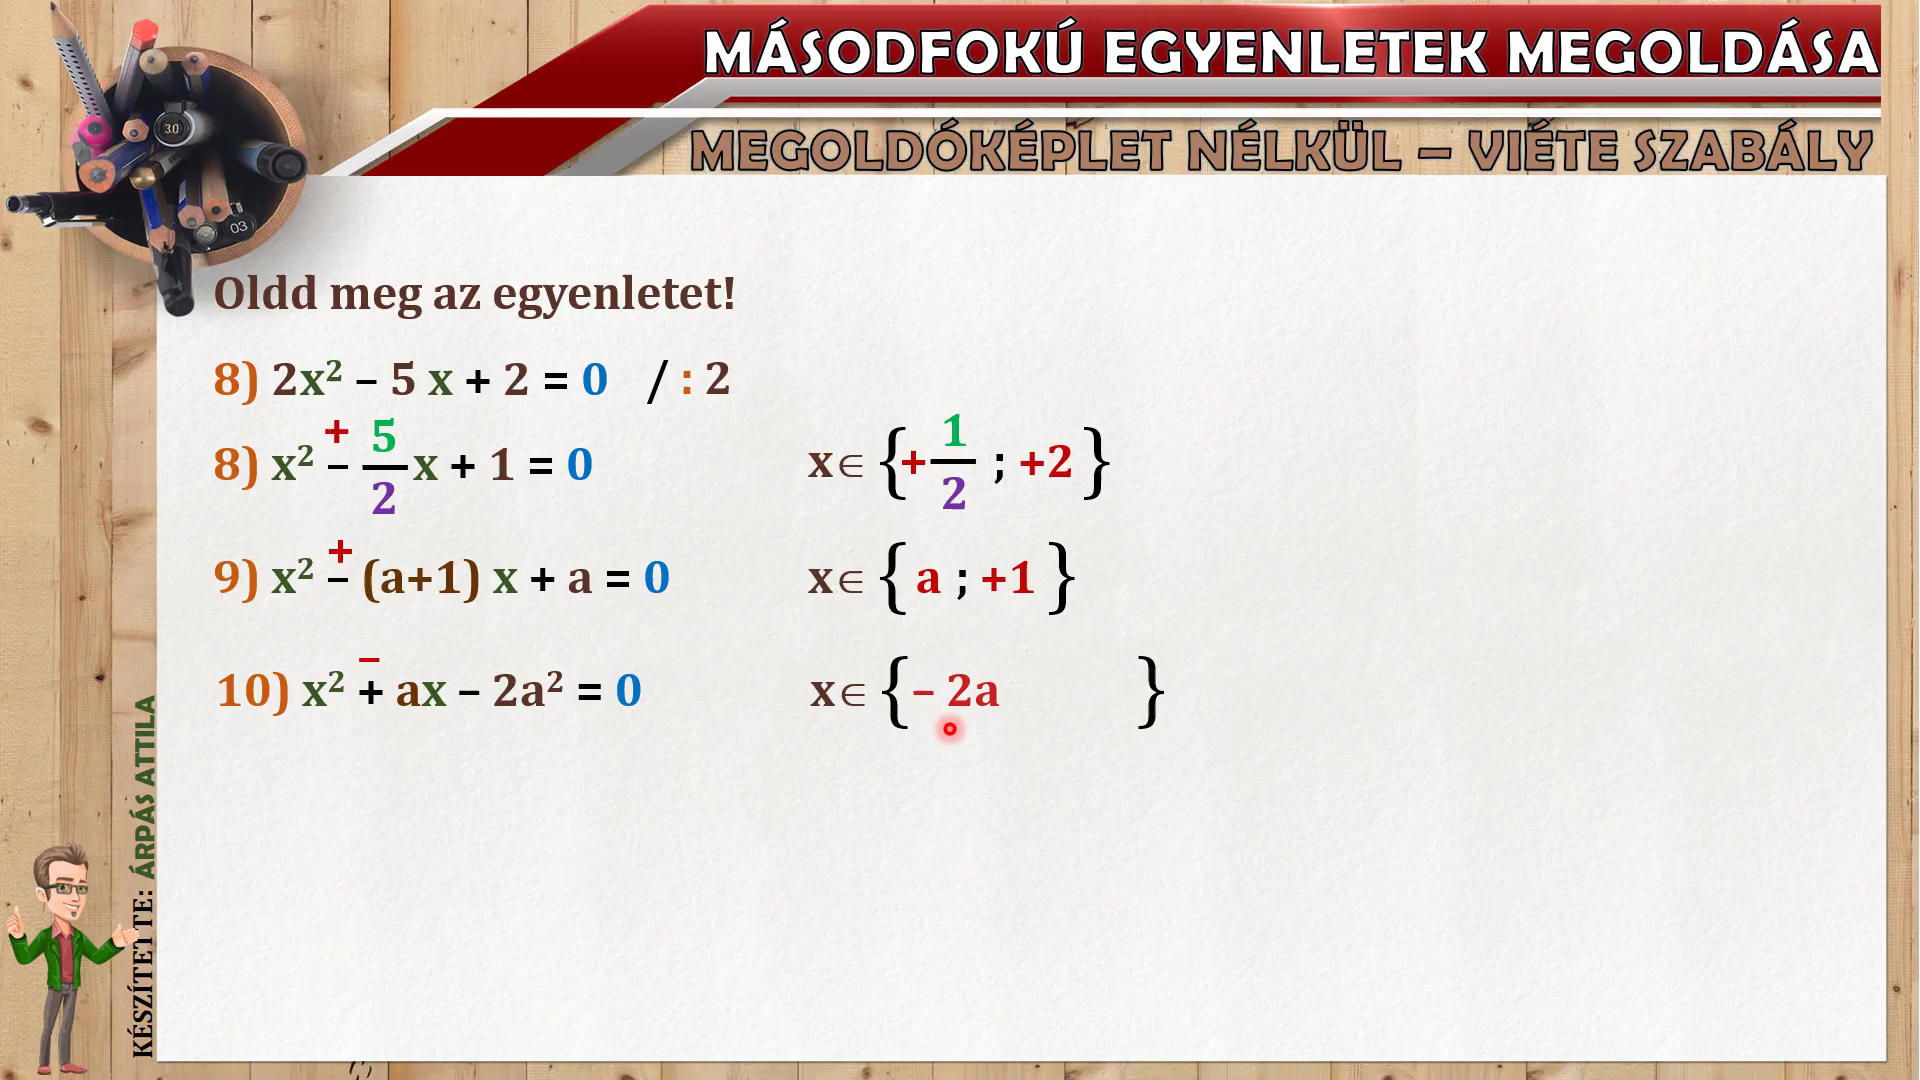 MÁSODFOKÚ EGYENLETEK MEGOLDÁSA
MEGOLDÓKÉPLET NÉLKÜL – VIÉTE SZABÁLY
3.0
03
Oldd meg az egyenletet!
8) 2x² – 5 x + 2 = 0 / : 2
+
8) x² – 5/2 x + 1 = 0 x∈ {+ 1/2 ; +2 }
+
9) x² – (a+1) x + a = 0 x∈ { a ; +1 }
–
10) x² + ax – 2a² = 0 x∈ {– 2a }
KÉSZÍTETTE: ÁRPÁS ATTILA